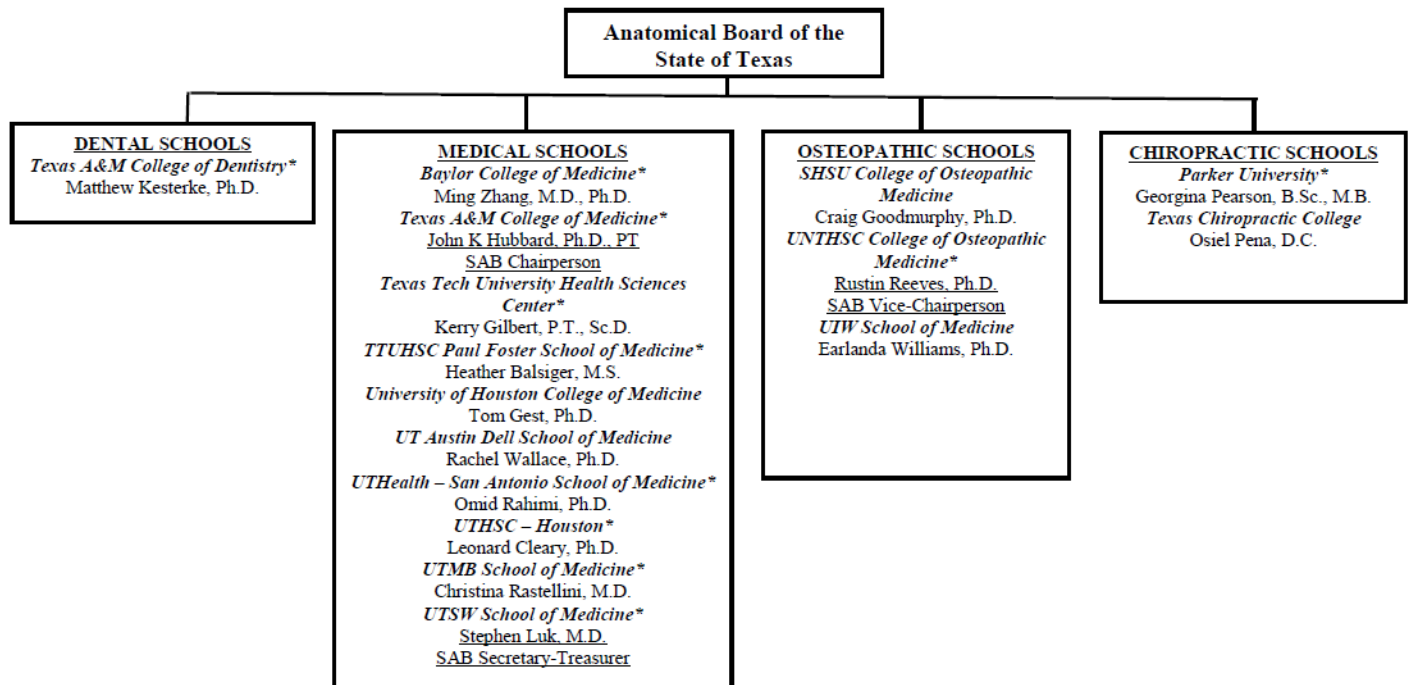 Anatomical Board of the
State of Texas
DENTAL SCHOOLS
Texas A&M College of Dentistry*
Matthew Kesterke, Ph.D.
MEDICAL SCHOOLS
Baylor College of Medicine*
Ming Zhang, M.D., Ph.D.
Texas A&M College of Medicine*
John K Hubbard, Ph.D., PT
SAB Chairperson
Texas Tech University Health Sciences
Center*
Kerry Gilbert, P.T., Sc.D.
TTUHSC Paul Foster School of Medicine*
Heather Balsiger, M.S.
University of Houston College of Medicine
Tom Gest, Ph.D.
UT Austin Dell School of Medicine
Rachel Wallace, Ph.D.
UTHealth – San Antonio School of Medicine*
Omid Rahimi, Ph.D.
UTHSC – Houston*
Leonard Cleary, Ph.D.
UTMB School of Medicine*
Christina Rastellini, M.D.
UTSW School of Medicine*
Stephen Luk, M.D.
SAB Secretary-Treasurer
OSTEOPATHIC SCHOOLS
SHSU College of Osteopathic
Medicine
Craig Goodmurphy, Ph.D.
UNTHSC College of Osteopathic
Medicine*
Rustin Reeves, Ph.D.
SAB Vice-Chairperson
UIW School of Medicine
Earlanda Williams, Ph.D.
CHIROPRACTIC SCHOOLS
Parker University*
Georgina Pearson, B.Sc., M.B.
Texas Chiropractic College
Osiel Pena, D.C.